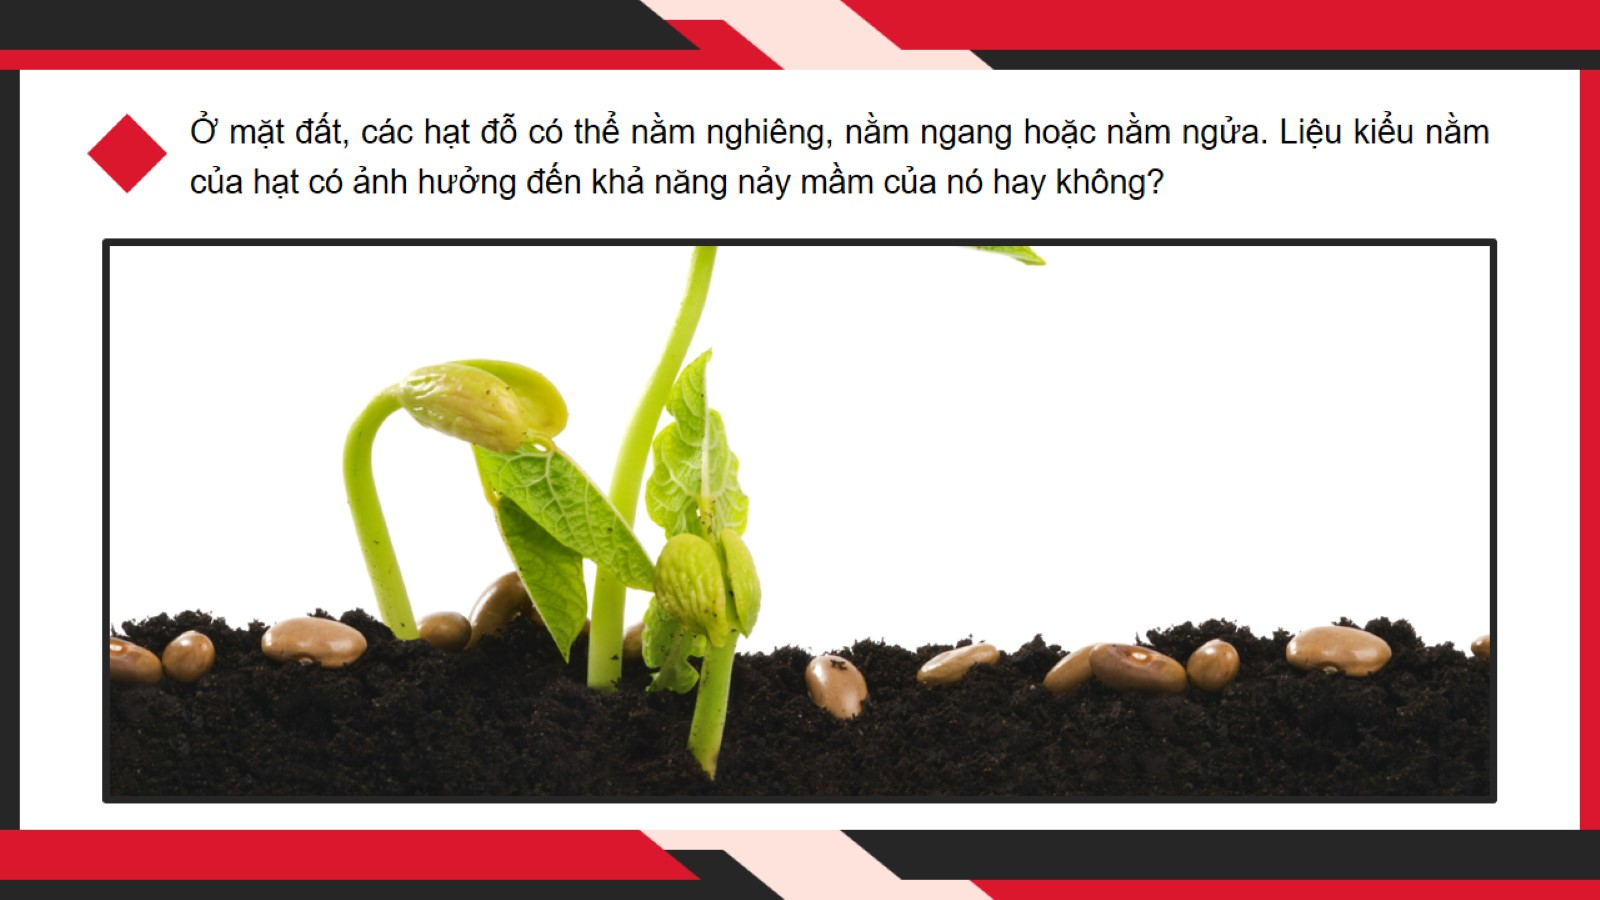 Ở mặt đất, các hạt đỗ có thể nằm nghiêng, nằm ngang hoặc nằm ngửa. Liệu kiểu nằm
của hạt có ảnh hưởng đến khả năng nảy mầm của nó hay không?